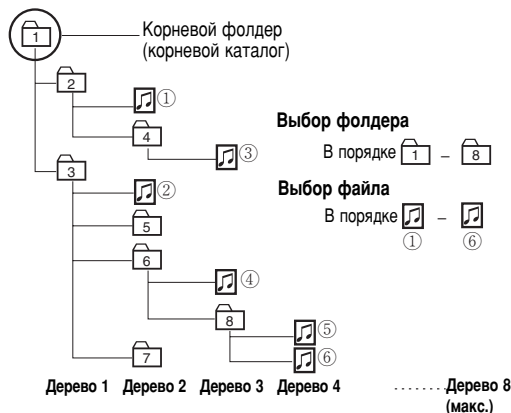 1
Корневой фолдер
(корневой каталог)
2
①
4
③
3
②
5
6
④
8
⑤
⑥
7
Выбор фолдера
В порядке 1 – 8
Выбор файла
В порядке –
① ⑥
Дерево 1 Дерево 2 Дерево 3 Дерево 4 ........Дерево 8
(макс.)